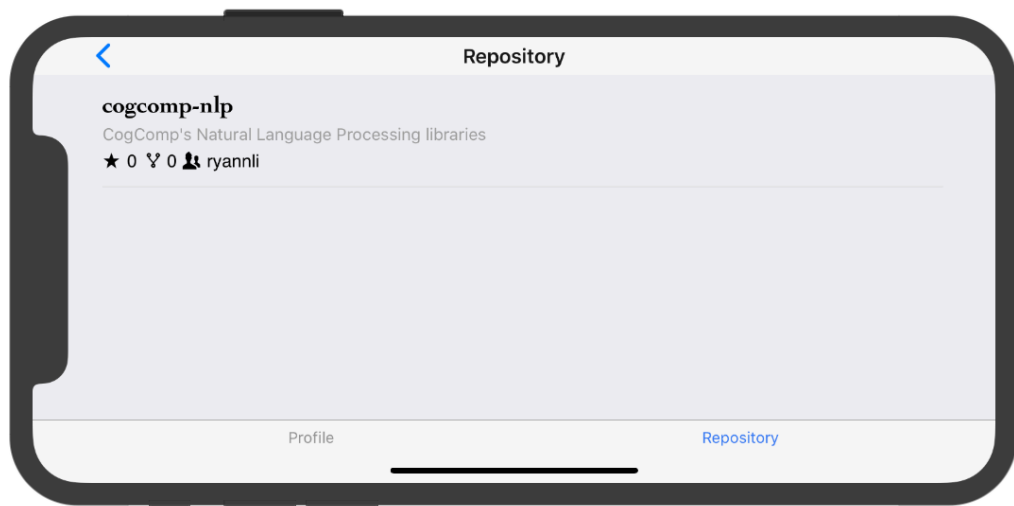 Repository
cogcomp-nlp
CogComp's Natural Language Processing libraries
0 0 ryannli
Profile Repository